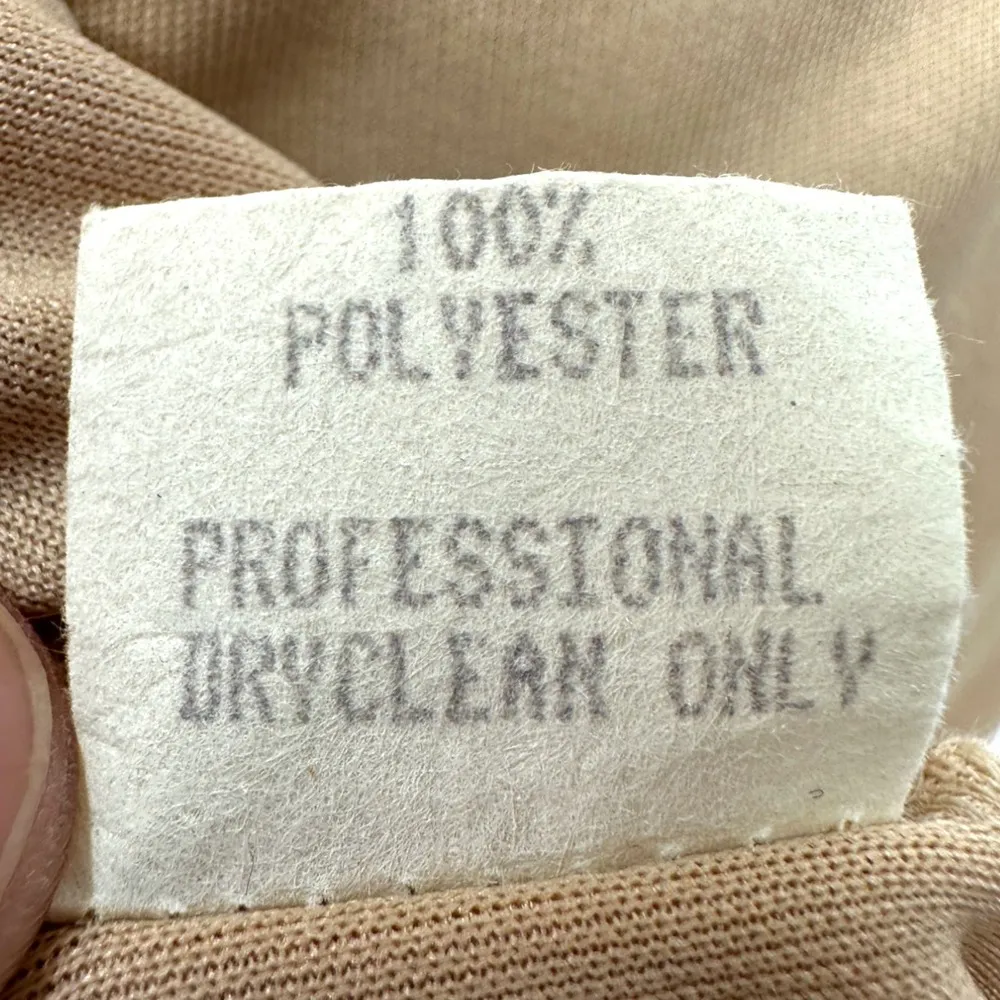 100%
POLYESTER
PROFESSIONAL
DRYCLEAN ONLY